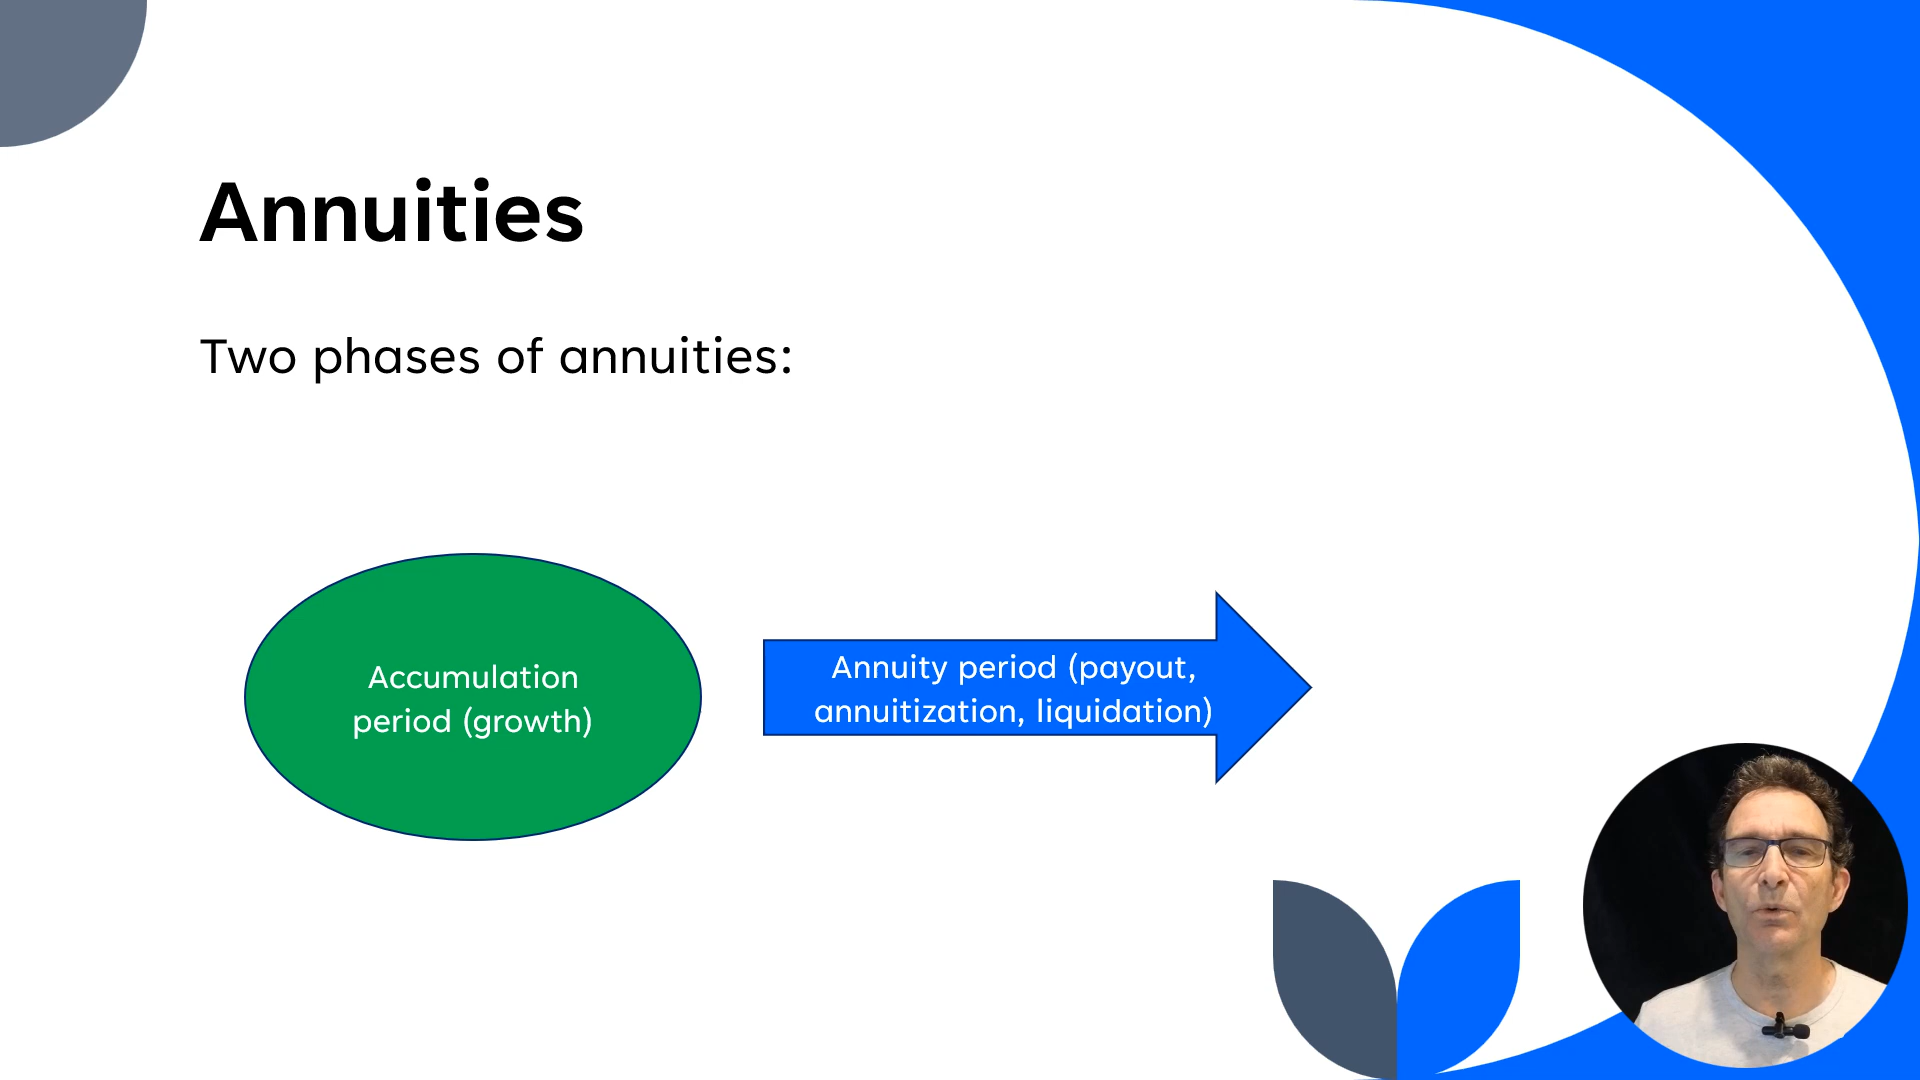 Annuities
Two phases of annuities:
Accumulation
period (growth)
Annuity period (payout,
annuitization, liquidation)